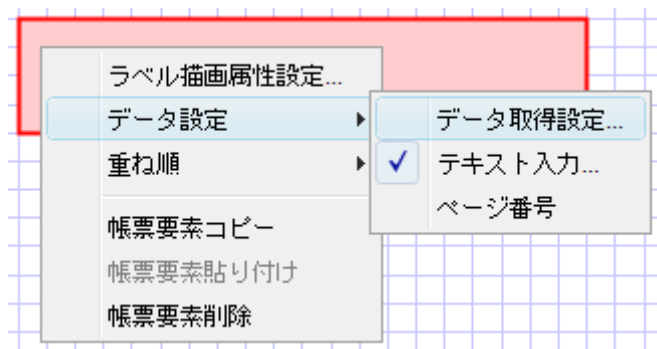 ラベル描画属性設定...
データ設定
重ね順
帳票要素コピー
帳票要素貼り付け
帳票要素削除
データ取得設定...
テキスト入力...
ページ番号